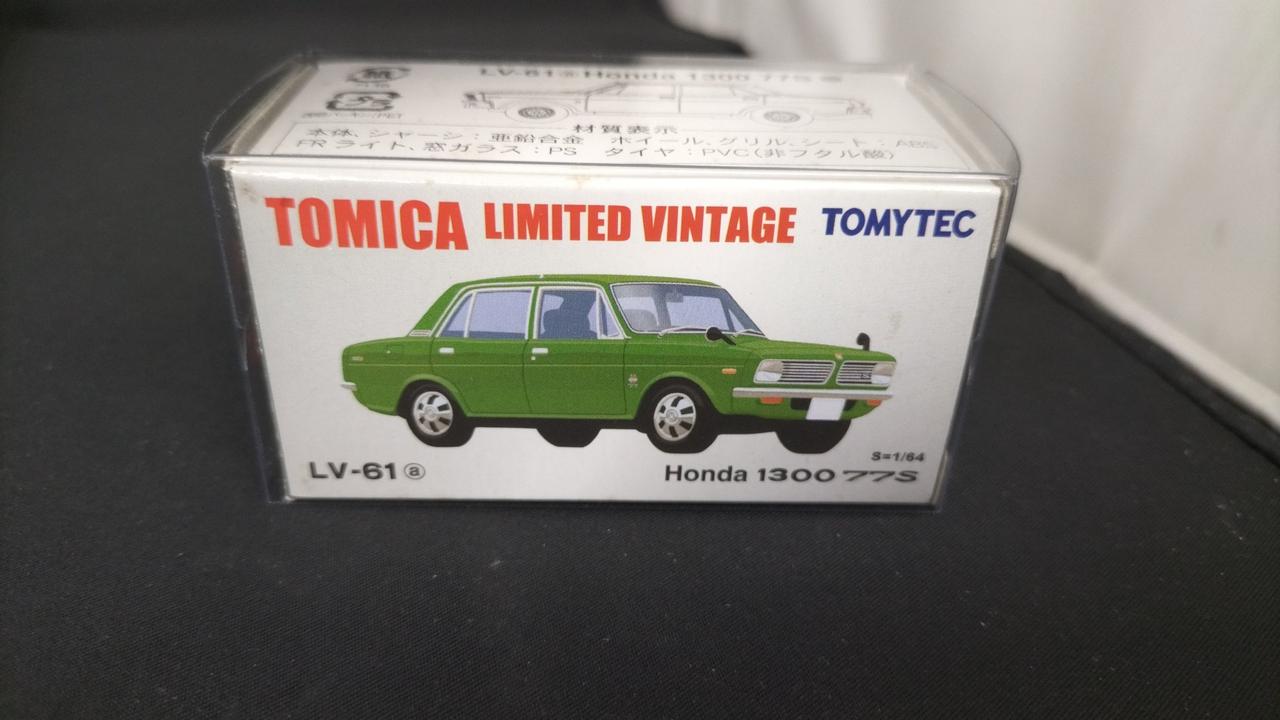 LV-61ⓐ Honda 1300 77S
材質表示
本体、シャーシ:亜鉛合金 ホイール、グリル、シート:ABS
FRライト、窓ガラス:PS タイヤ:PVC(非フタル酸)
TOMICA LIMITED VINTAGE TOMYTEC
S=1/64
LV-61ⓐ Honda 1300 77S